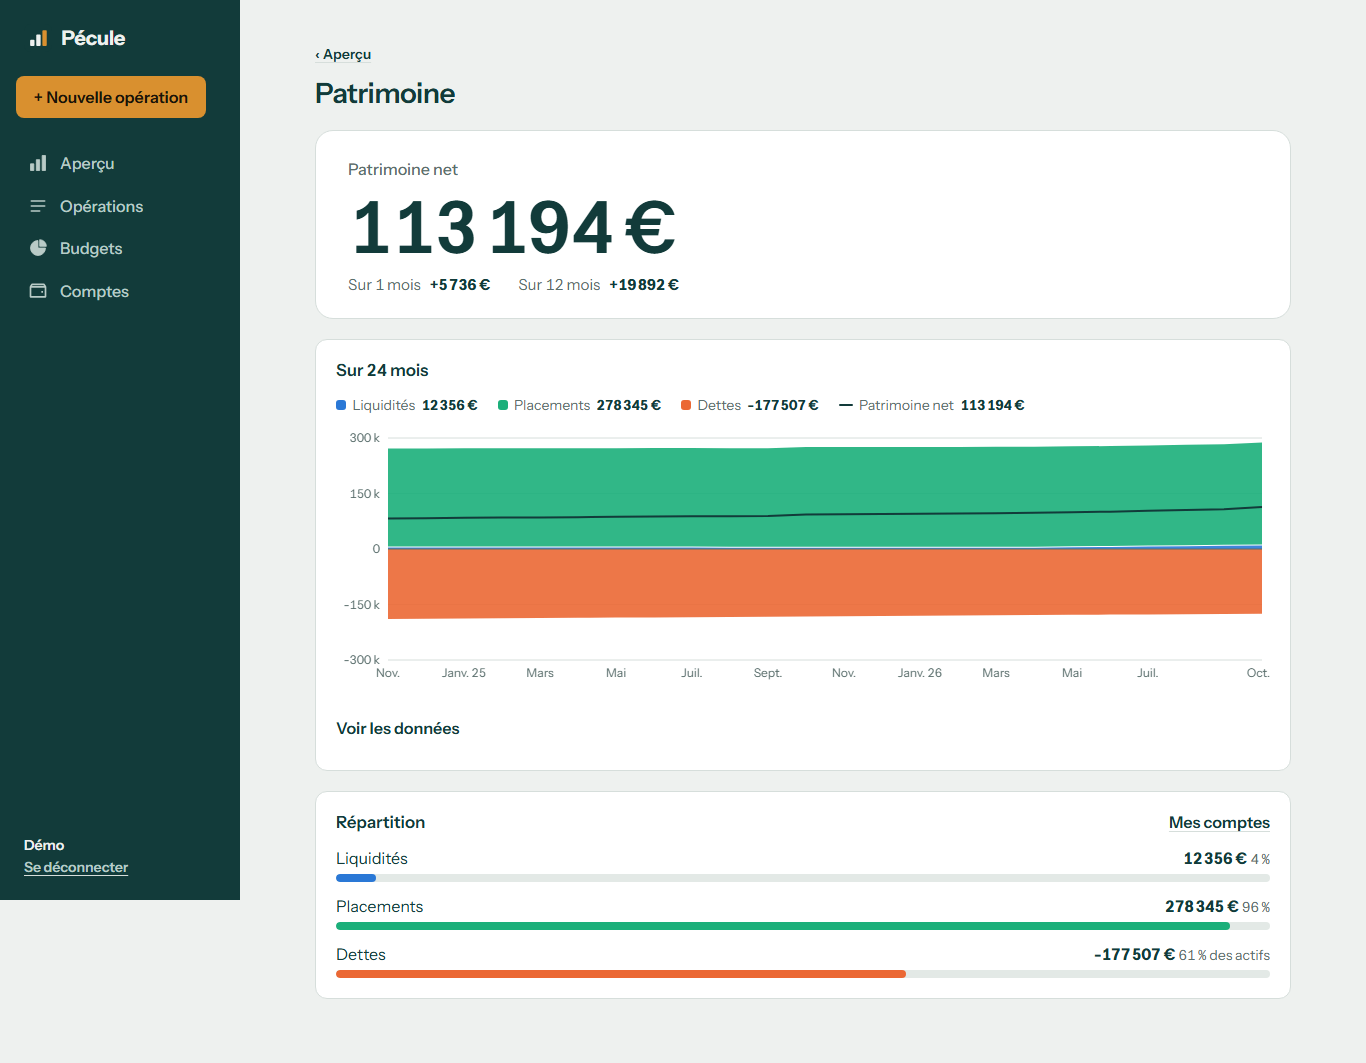 Pécule
+ Nouvelle opération
Aperçu
Opérations
Budgets
Comptes
Démo
Se déconnecter
‹ Aperçu
Patrimoine
Patrimoine net
113 194 €
Sur 1 mois +5 736 € Sur 12 mois +19 892 €
Sur 24 mois
Liquidités 12 356 € Placements 278 345 € Dettes -177 507 € Patrimoine net 113 194 €
300 k
150 k
0
-150 k
-300 k
Nov. Janv. 25 Mars Mai Juil. Sept. Nov. Janv. 26 Mars Mai Juil. Oct.
Voir les données
Répartition Mes comptes
Liquidités 12 356 € 4 %
Placements 278 345 € 96 %
Dettes -177 507 € 61 % des actifs